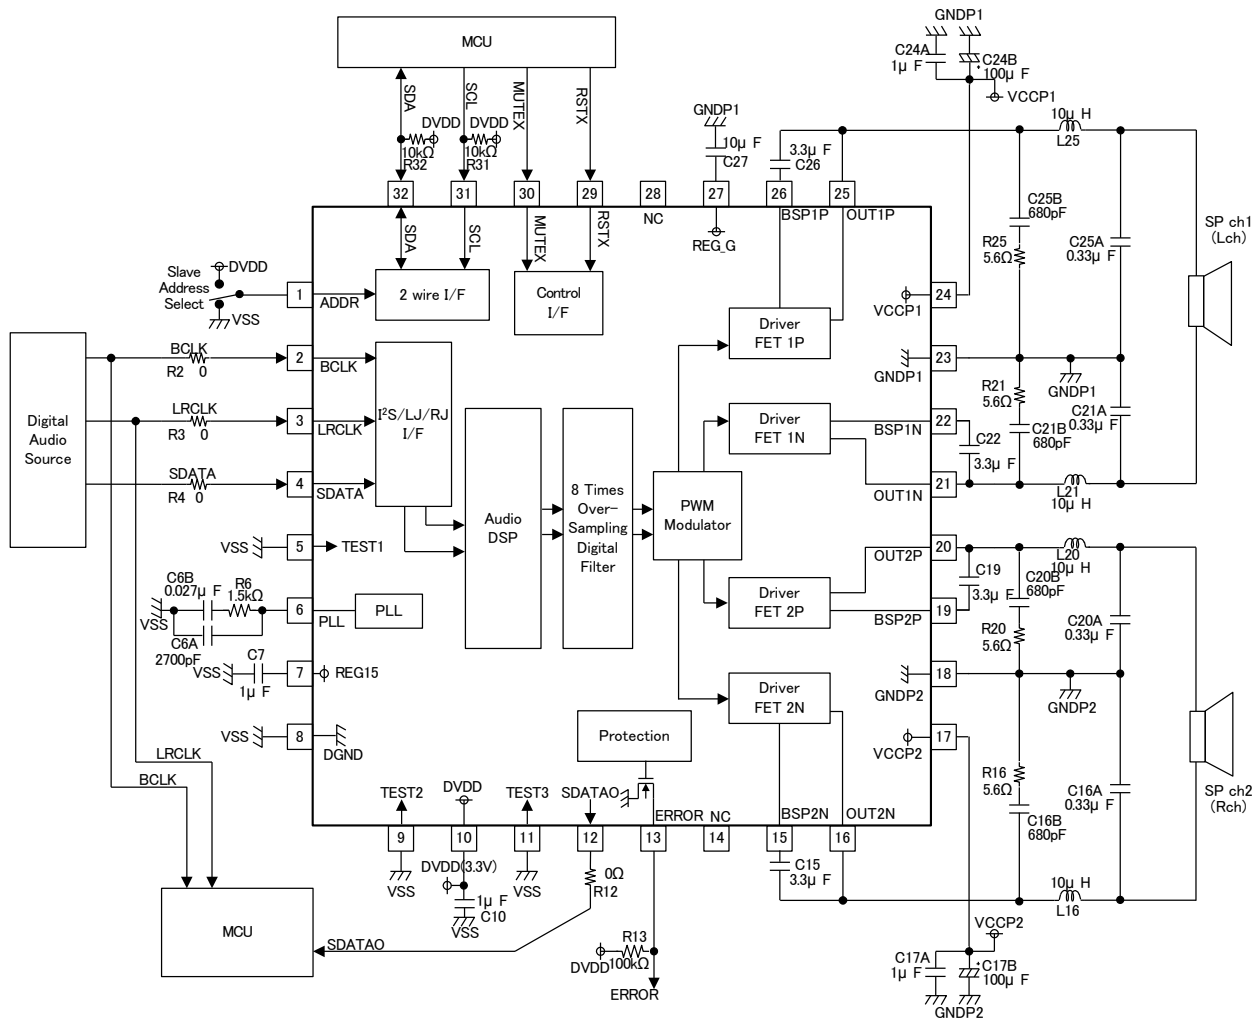 MCU
SDA
SCL
MUTEX
RSTX
DVDD
10kΩ
R32
DVDD
10kΩ
R31
GNDP1
10μ F
C27
3.3μ F
C26
GNDP1
C24A
1μ F
C24B
100μ F
VCCP1
10μ H
L25
32
31
30
29
28
27
26
25
SDA
SCL
MUTEX
RSTX
NC
REG_G
BSP1P
OUT1P
C25B
680pF
R25
5.6Ω
C25A
0.33μ F
SP ch1
(Lch)
Slave
Address
Select
DVDD
VSS
1
ADDR
2 wire I/F
Control
I/F
Driver
FET 1P
24
VCCP1
23
GNDP1
GNDP1
R21
5.6Ω
C21B
680pF
C21A
0.33μ F
Digital
Audio
Source
BCLK
R2 0
2
BCLK
LRCLK
R3 0
3
LRCLK
SDATA
R4 0
4
SDATA
I²S/LJ/RJ
I/F
Audio
DSP
8 Times
Over-
Sampling
Digital
Filter
PWM
Modulator
Driver
FET 1N
22
BSP1N
C22
3.3μ F
21
OUT1N
L21
10μ H
VSS
5
TEST1
C6B
0.027μ F
R6
1.5kΩ
VSS
C6A
2700pF
6
PLL
PLL
C7
VSS
1μ F
7
REG15
VSS
8
DGND
Driver
FET 2P
20
OUT2P
C19
3.3μ F
19
BSP2P
L20
10μ H
C20B
680pF
R20
5.6Ω
C20A
0.33μ F
18
GNDP2
GNDP2
Driver
FET 2N
17
VCCP2
R16
5.6Ω
C16B
680pF
C16A
0.33μ F
SP ch2
(Rch)
Protection
LRCLK
BCLK
TEST2
DVDD
TEST3
SDATAO
ERROR
NC
BSP2N
OUT2N
9
10
11
12
13
14
15
16
VSS
DVDD(3.3V)
1μ F
C10
VSS
VSS
0Ω
R12
C15
3.3μ F
10μ H
L16
MCU
SDATAO
R13
DVDD
100kΩ
ERROR
VCCP2
C17A
1μ F
C17B
100μ F
GNDP2